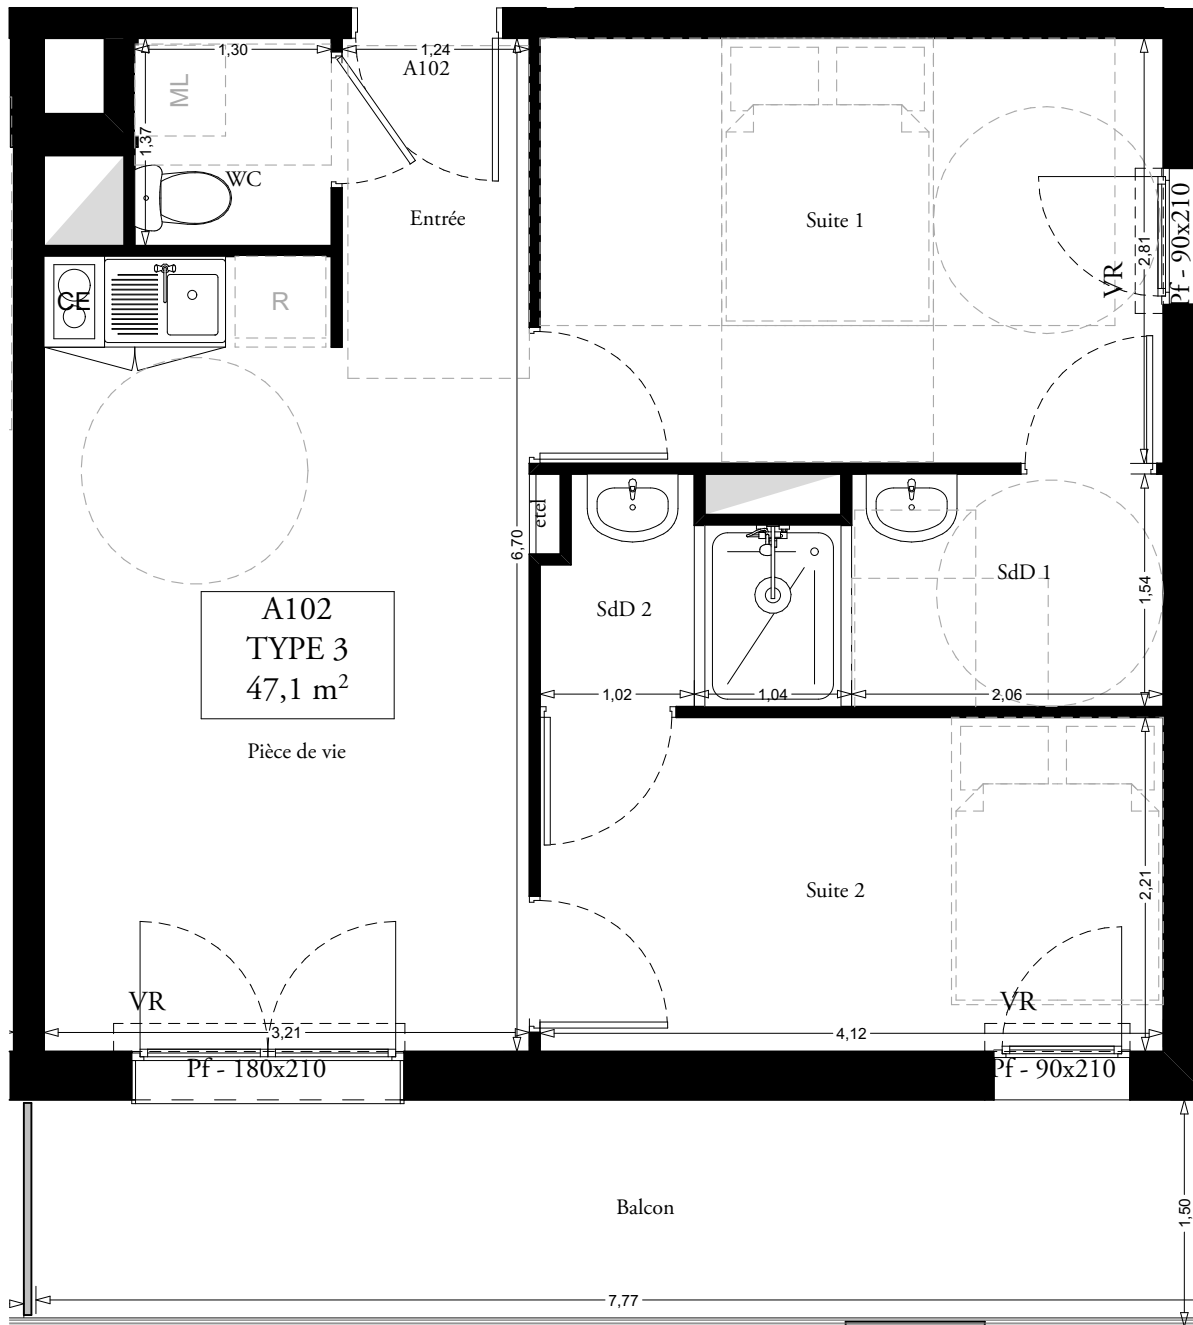 1,30
1,24
A102
ML
1,37
WC
Entrée
Suite 1
2,81
VR
Pf - 90x210
CE
R
etel
6,70
SdD 2
SdD 1
1,54
A102
TYPE 3
47,1 m²
1,02
1,04
2,06
Pièce de vie
Suite 2
2,21
VR
VR
3,21
4,12
Pf - 180x210
Pf - 90x210
Balcon
1,50
7,77